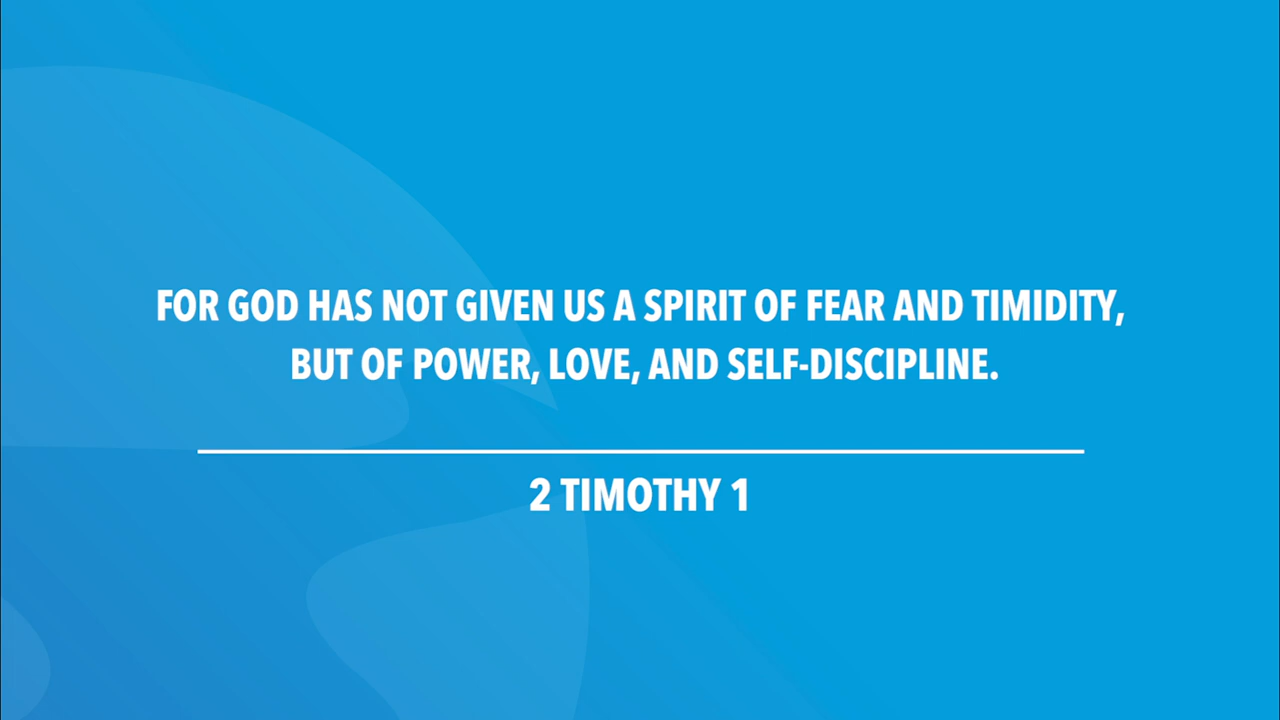 FOR GOD HAS NOT GIVEN US A SPIRIT OF FEAR AND TIMIDITY,
BUT OF POWER, LOVE, AND SELF-DISCIPLINE.
2 TIMOTHY 1